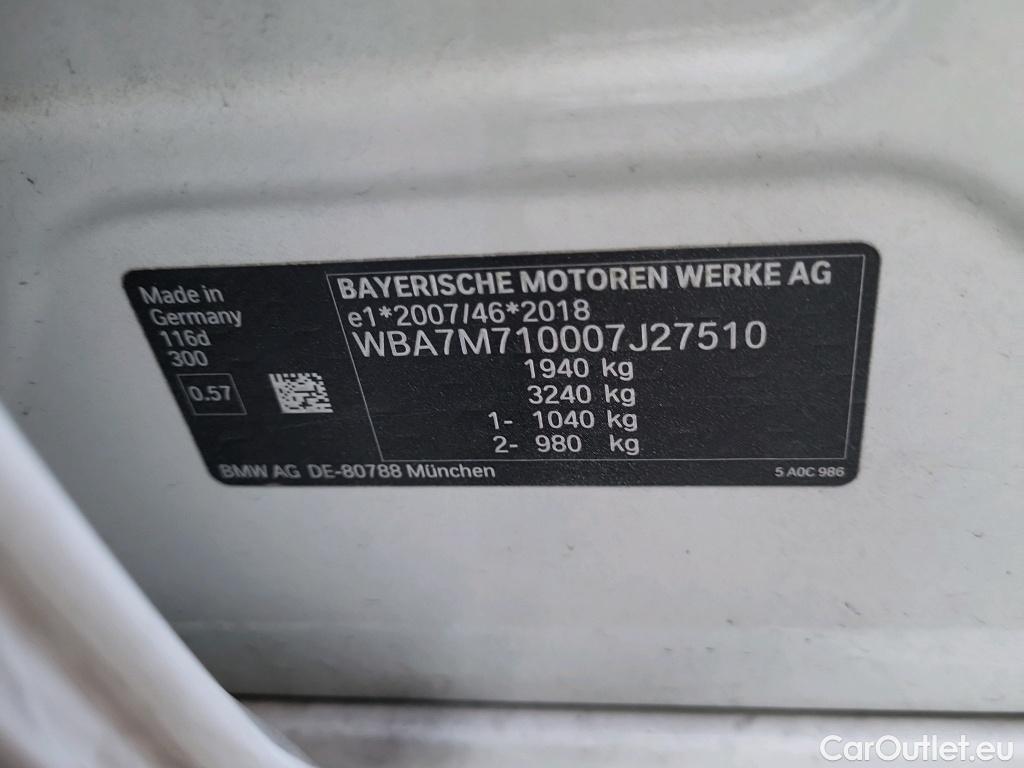 Made in
Germany
116d
300
0.57
BAYERISCHE MOTOREN WERKE AG
e1*2007/46*2018
WBA7M710007J27510
1940 kg
3240 kg
1- 1040 kg
2- 980 kg
BMW AG DE-80788 München
5 A0C 986
CarOutlet.eu